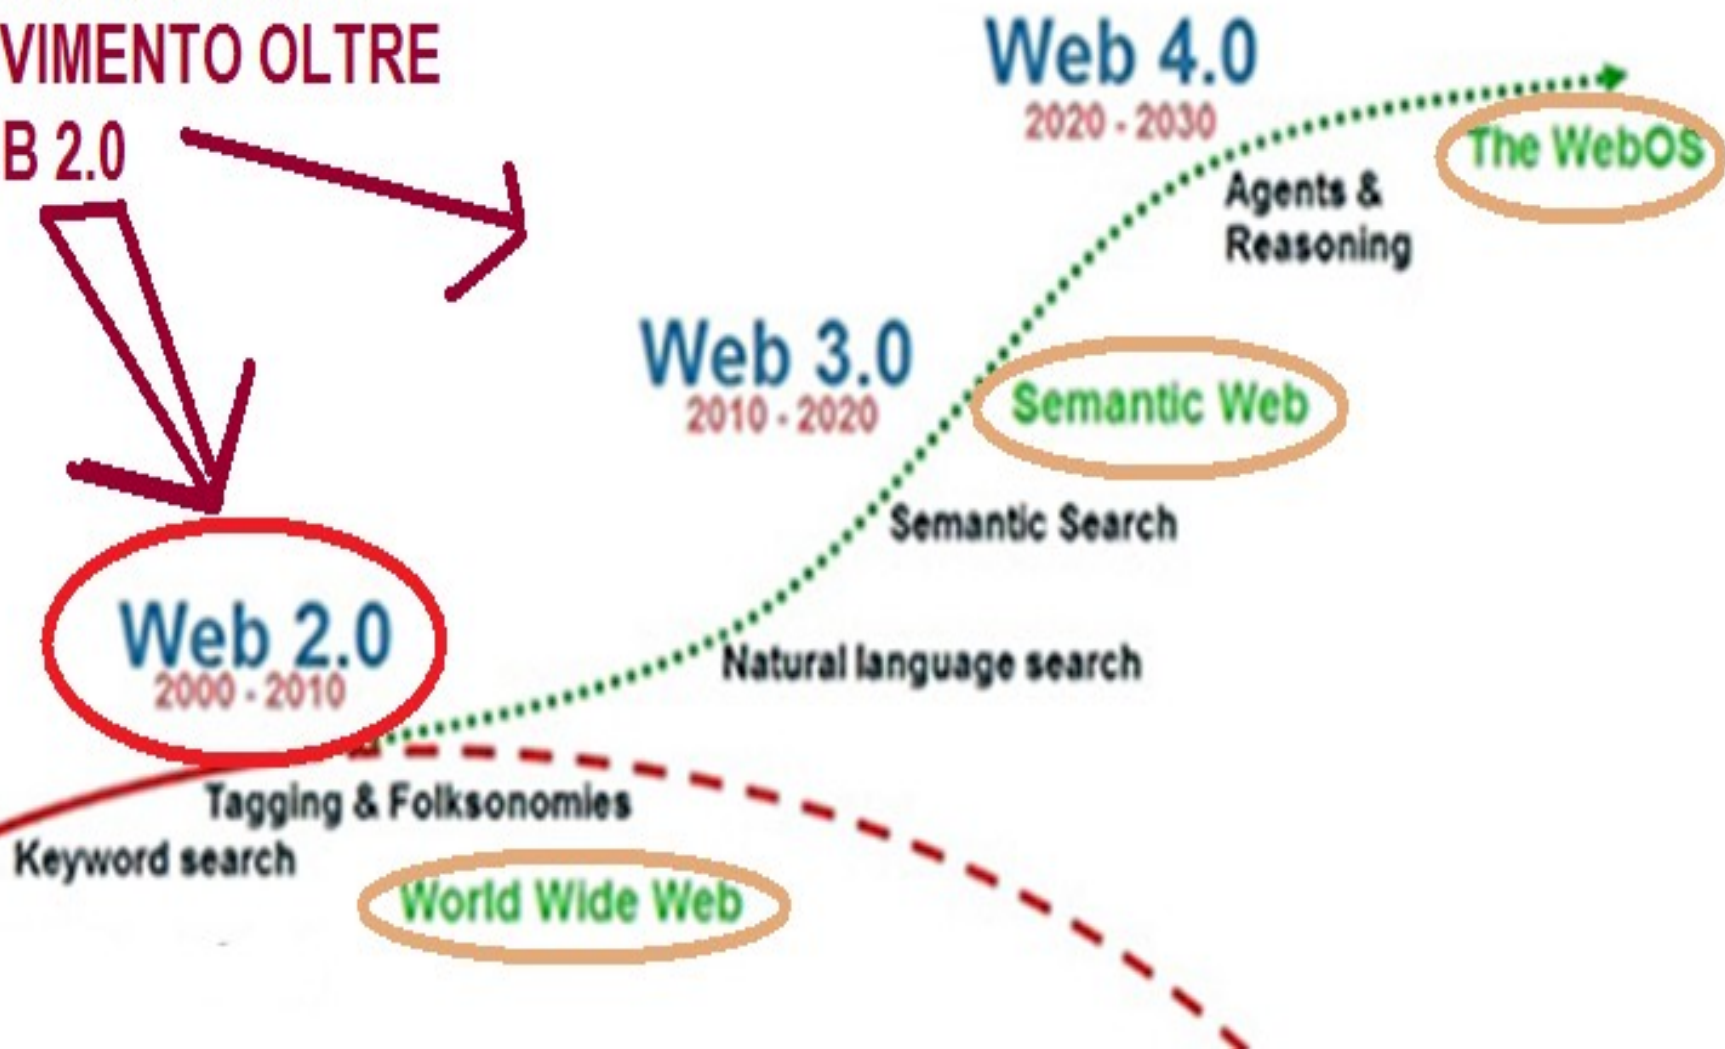 VIMENTO OLTRE
B 2.0
Web 4.0
2020 - 2030
The WebOS
Agents &
Reasoning
Web 3.0
2010 - 2020
Semantic Web
Semantic Search
Web 2.0
2000 - 2010
Natural language search
Tagging & Folksonomies
Keyword search
World Wide Web